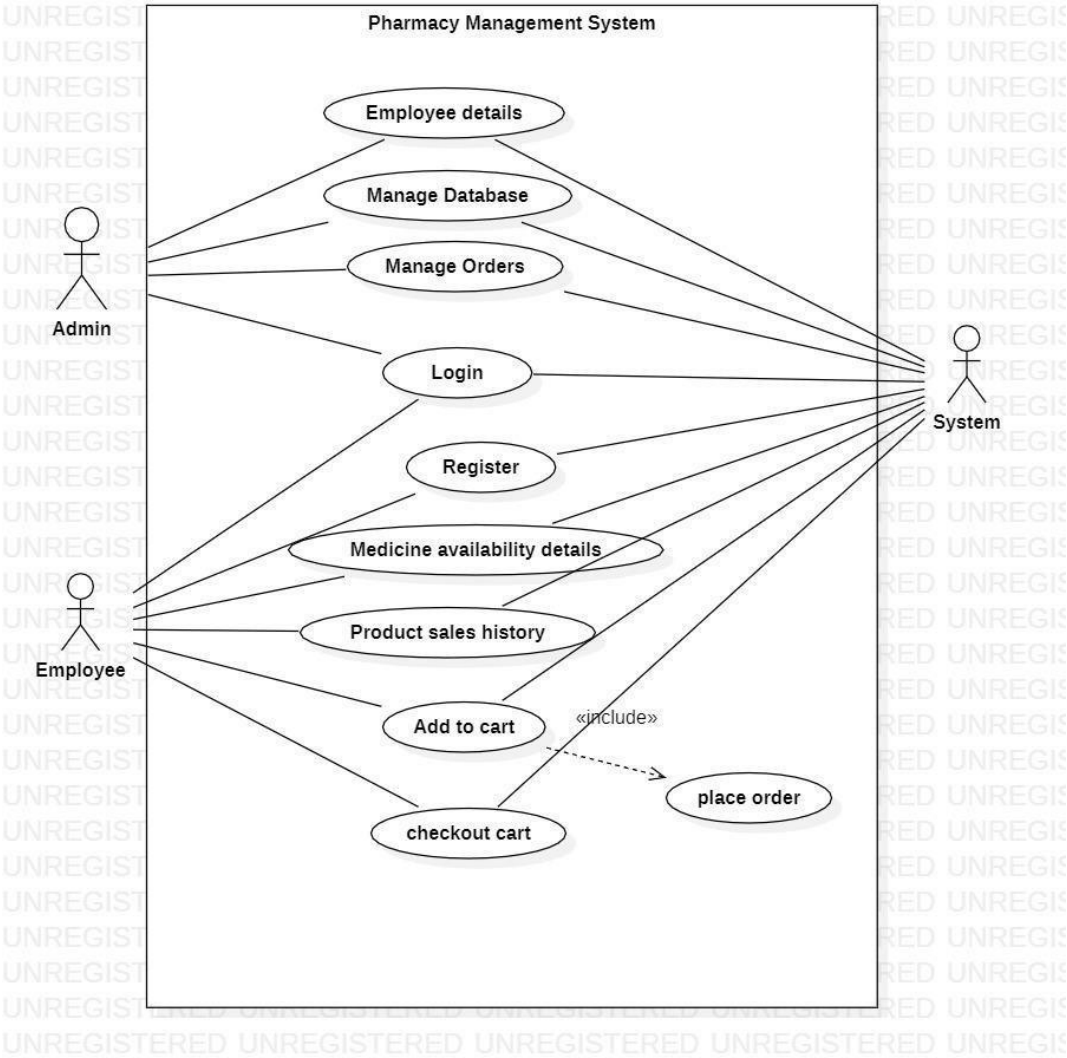 Pharmacy Management System
Employee details
Manage Database
Manage Orders
Admin
Login
System
Register
Medicine availability details
Product sales history
Employee
Add to cart
«include»
place order
checkout cart
UNREGISTERED UNREGISTERED UNREGISTERED UNREGISTERED